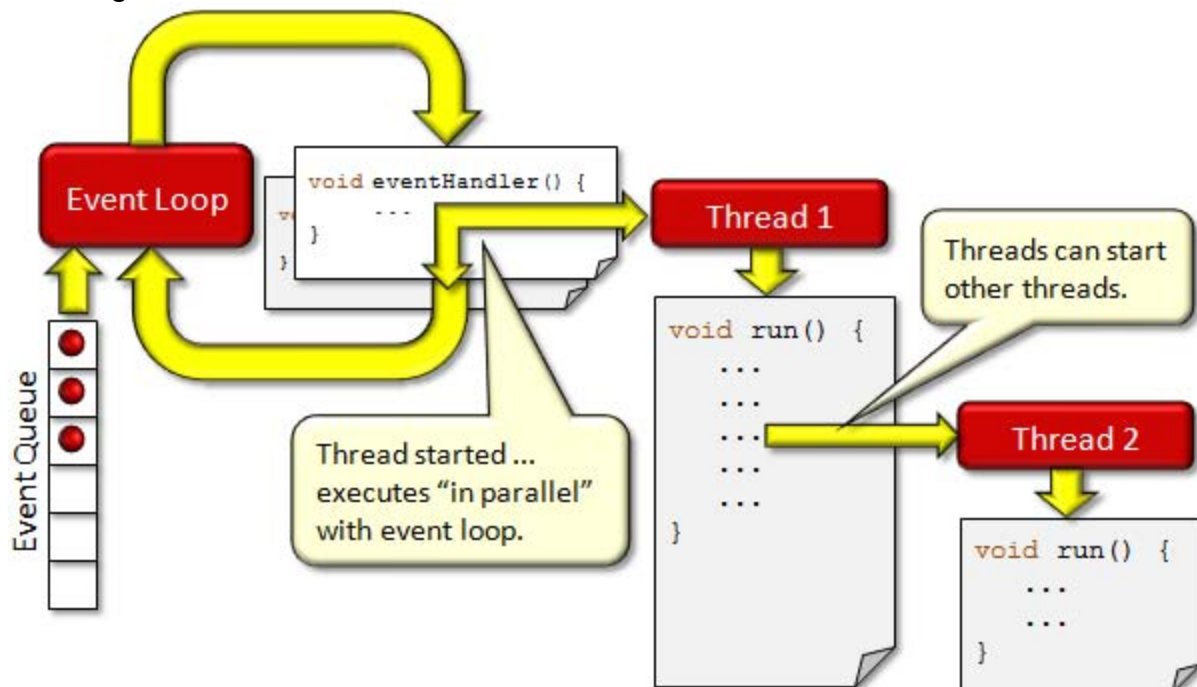 Event Loop
void eventHandler() {
...
}
}
Thread 1
Threads can start
other threads.
void run() {
...
...
...
...
...
}
Thread 2
void run() {
...
...
}
Thread started ...
executes “in parallel”
with event loop.
Event Queue